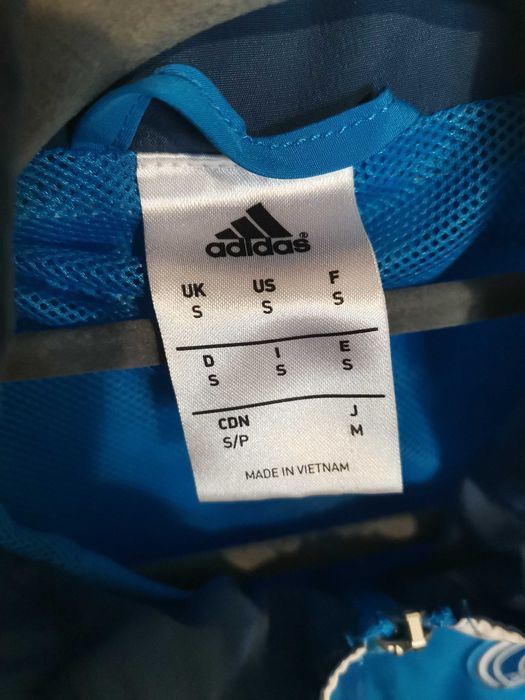 adidas®
UK US F
S S S
D I E
S S S
CDN J
S/P M
MADE IN VIETNAM